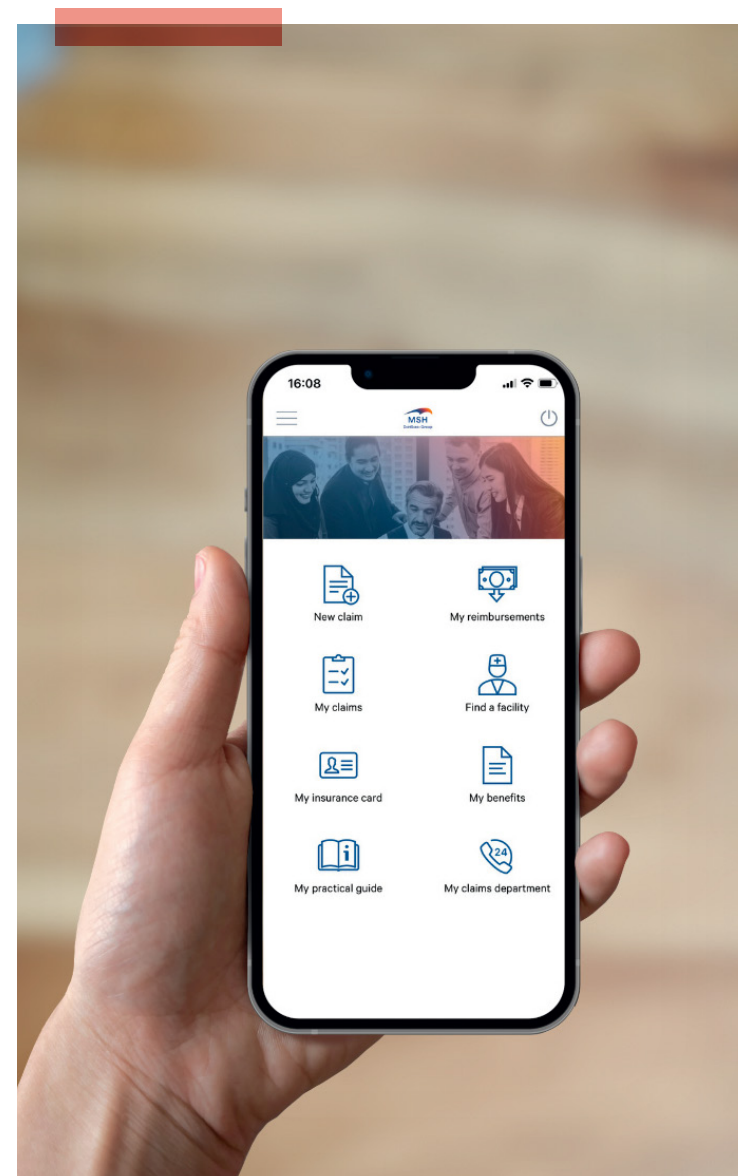 16:08
MSH
New claim
My reimbursements
My claims
Find a facility
My insurance card
My benefits
i
24
My practical guide
My claims department